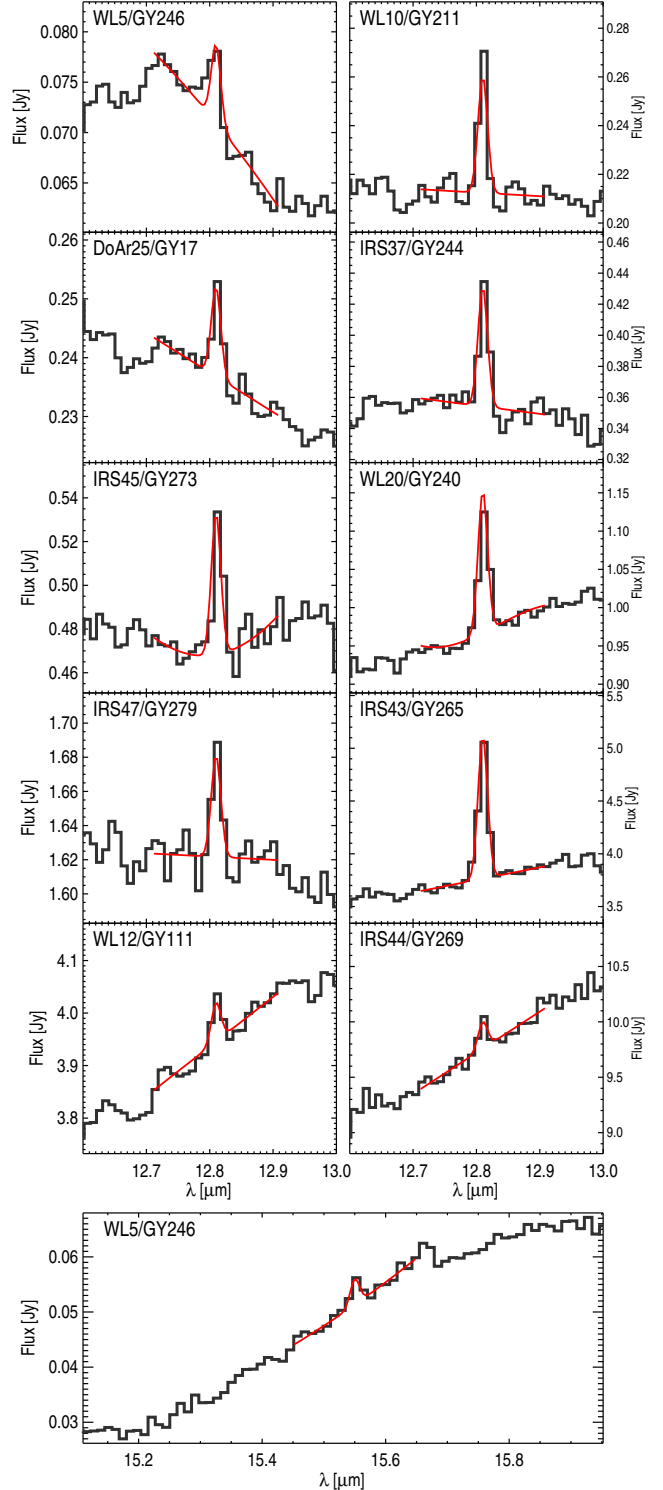 WL5/GY246
0.080
0.075
0.070
0.063
Flux [Jy]
WL10/GY211
0.28
0.26
0.24
0.22
0.20
Flux [Jy]
DoAr25/GY17
0.26
0.25
0.24
0.23
Flux [Jy]
IRS37/GY244
0.46
0.44
0.42
0.40
0.38
0.36
0.34
0.32
Flux [Jy]
IRS45/GY273
0.54
0.52
0.50
0.48
0.46
Flux [Jy]
WL20/GY240
1.15
1.10
1.05
1.00
0.95
0.90
Flux [Jy]
IRS47/GY279
1.70
1.68
1.66
1.64
1.62
1.60
Flux [Jy]
IRS43/GY265
5.5
5.0
4.5
4.0
3.5
Flux [Jy]
WL12/GY111
4.1
4.0
3.9
3.8
Flux [Jy]
IRS44/GY269
10.5
10.0
9.5
9.0
Flux [Jy]
12.7 12.8 12.9 13.0
λ [μm]
12.7 12.8 12.9 13.0
λ [μm]
WL5/GY246
0.06
0.05
0.04
0.03
Flux [Jy]
15.2 15.4 15.6 15.8
λ [μm]